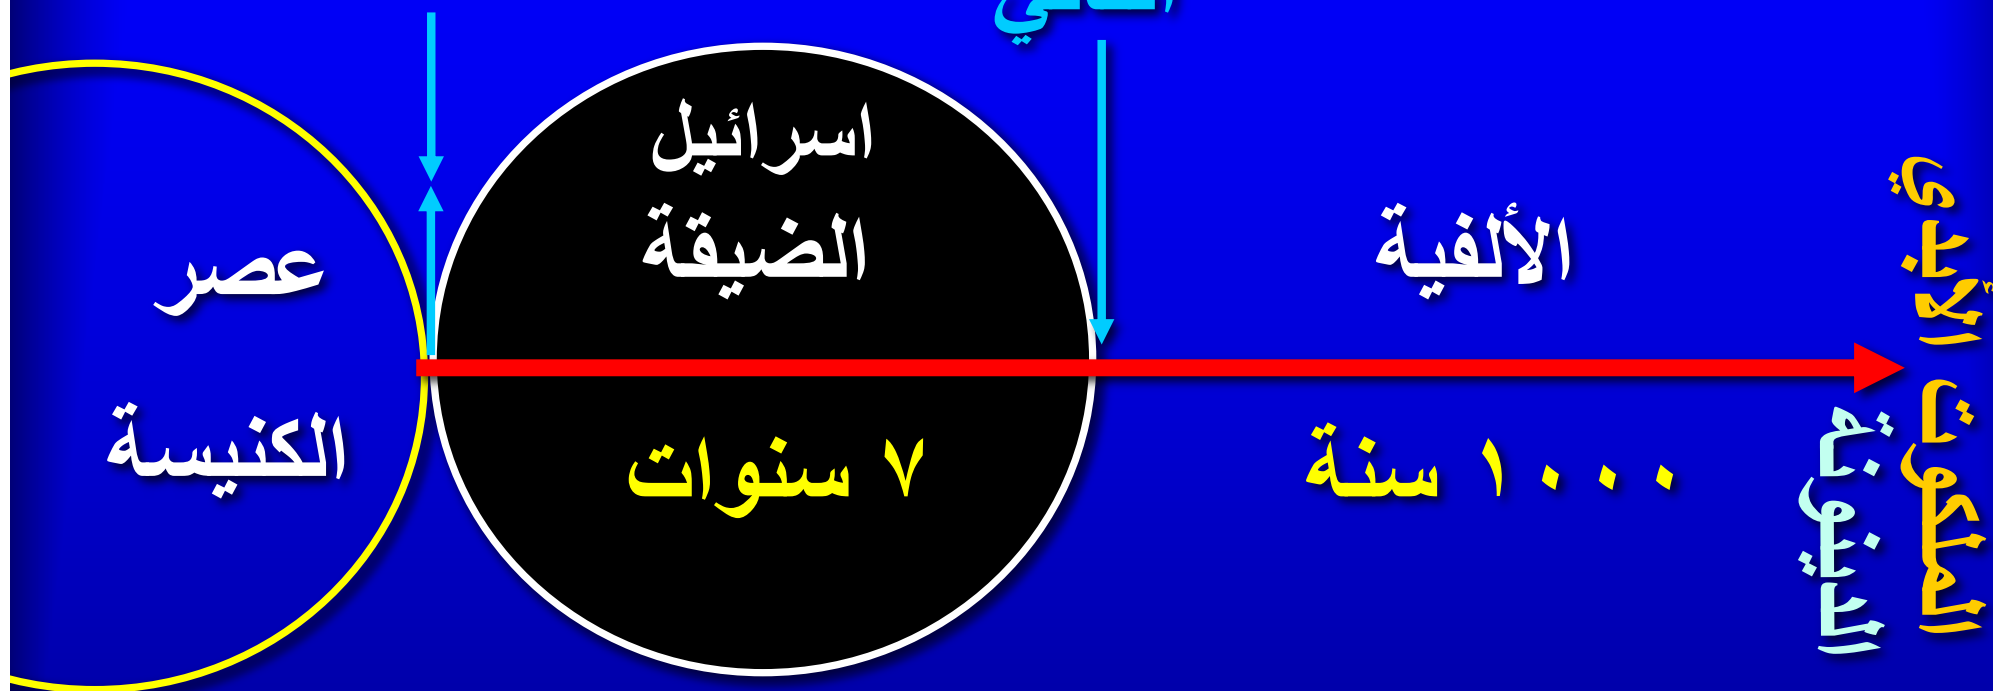 عصر
الكنيسة
اسرائيل
الضيقة
٧ سنوات
الألفية
١٠٠٠ سنة
الدينونة
الملكوت الأبدي